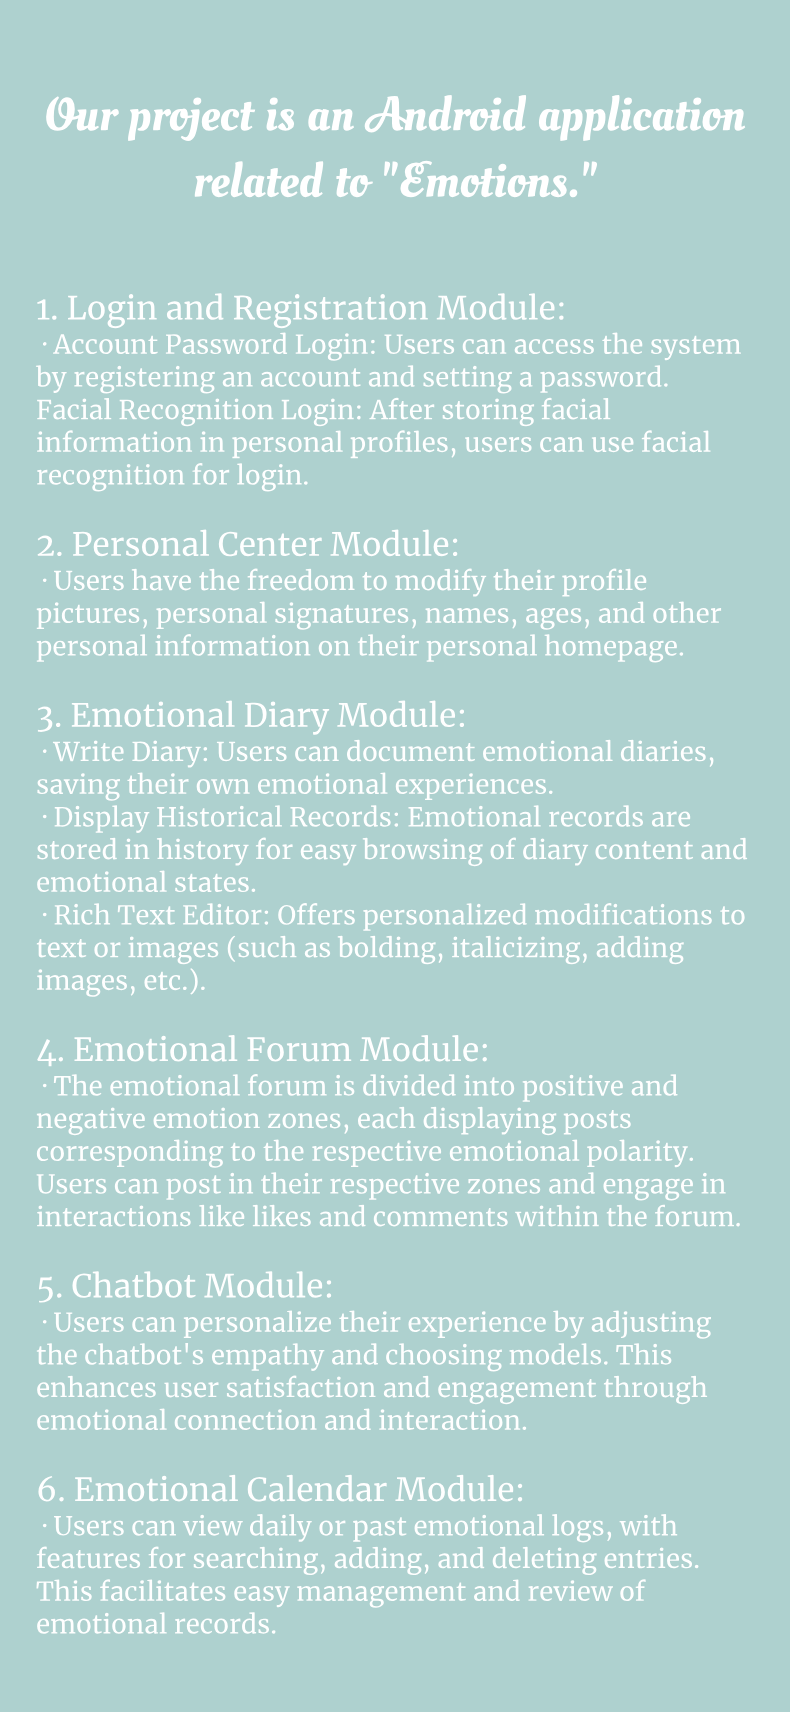 Our project is an Android application
related to "Emotions."
1. Login and Registration Module:
· Account Password Login: Users can access the system
by registering an account and setting a password.
Facial Recognition Login: After storing facial
information in personal profiles, users can use facial
recognition for login.
2. Personal Center Module:
· Users have the freedom to modify their profile
pictures, personal signatures, names, ages, and other
personal information on their personal homepage.
3. Emotional Diary Module:
· Write Diary: Users can document emotional diaries,
saving their own emotional experiences.
· Display Historical Records: Emotional records are
stored in history for easy browsing of diary content and
emotional states.
· Rich Text Editor: Offers personalized modifications to
text or images (such as bolding, italicizing, adding
images, etc.).
4. Emotional Forum Module:
· The emotional forum is divided into positive and
negative emotion zones, each displaying posts
corresponding to the respective emotional polarity.
Users can post in their respective zones and engage in
interactions like likes and comments within the forum.
5. Chatbot Module:
· Users can personalize their experience by adjusting
the chatbot's empathy and choosing models. This
enhances user satisfaction and engagement through
emotional connection and interaction.
6. Emotional Calendar Module:
· Users can view daily or past emotional logs, with
features for searching, adding, and deleting entries.
This facilitates easy management and review of
emotional records.